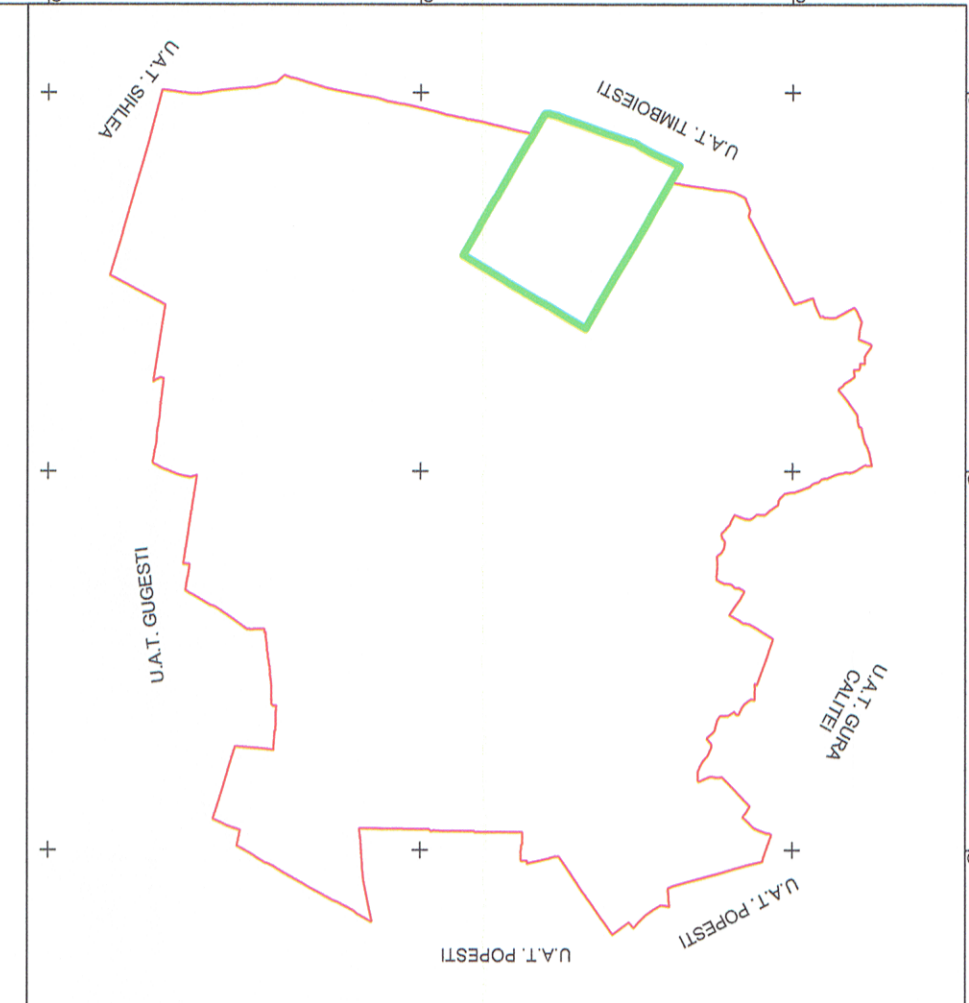 U.A.T. SIHLEA
U.A.T. TIMBOIESTI
U.A.T. GUGESTI
U.A.T. GURA
CALITEI
U.A.T. POPESTI
U.A.T. POPESTI